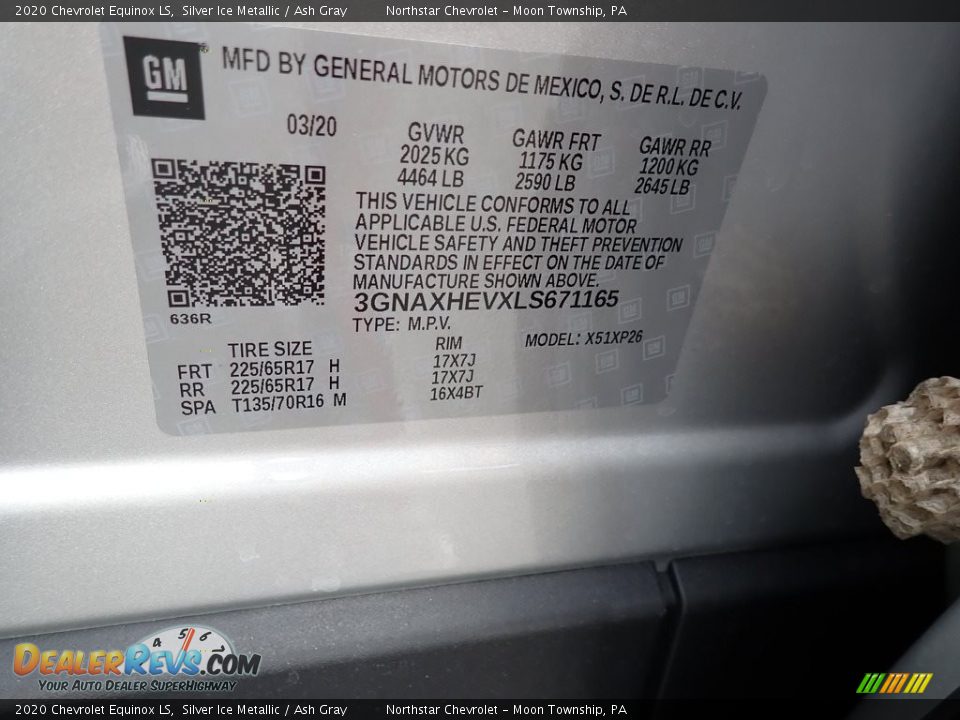 2020 Chevrolet Equinox LS, Silver Ice Metallic / Ash Gray Northstar Chevrolet - Moon Township, PA
GM
MFD BY GENERAL MOTORS DE MEXICO, S. DE R.L. DE C.V.
03/20 GVWR GAWR FRT GAWR RR
2025 KG 1175 KG 1200 KG
4464 LB 2590 LB 2645 LB
THIS VEHICLE CONFORMS TO ALL
APPLICABLE U.S. FEDERAL MOTOR
VEHICLE SAFETY AND THEFT PREVENTION
STANDARDS IN EFFECT ON THE DATE OF
MANUFACTURE SHOWN ABOVE.
3GNAXHEVXLS671165
636R
TYPE: M.P.V. MODEL: X51XP26
TIRE SIZE RIM
FRT 225/65R17 H 17X7J
RR 225/65R17 H 17X7J
SPA T135/70R16 M 16X4BT
4 5 6
DealerRevs.com
Your Auto Dealer SuperHighway
2020 Chevrolet Equinox LS, Silver Ice Metallic / Ash Gray Northstar Chevrolet - Moon Township, PA